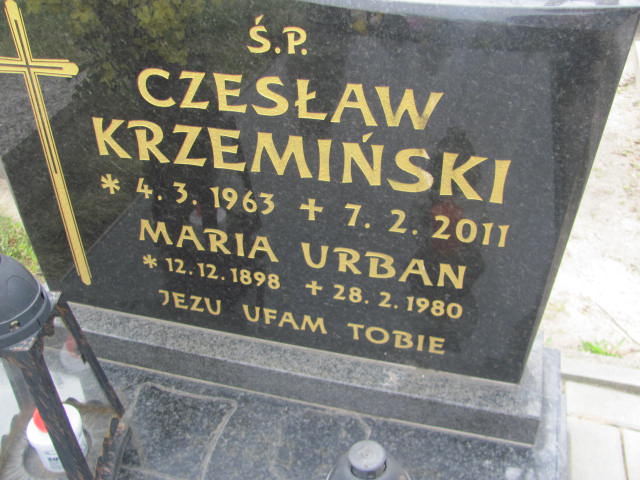 Ś.P.
CZESŁAW
KRZEMIŃSKI
* 4. 3. 1963 + 7. 2. 2011
MARIA URBAN
* 12. 12. 1898 + 28. 2. 1980
JEZU UFAM TOBIE